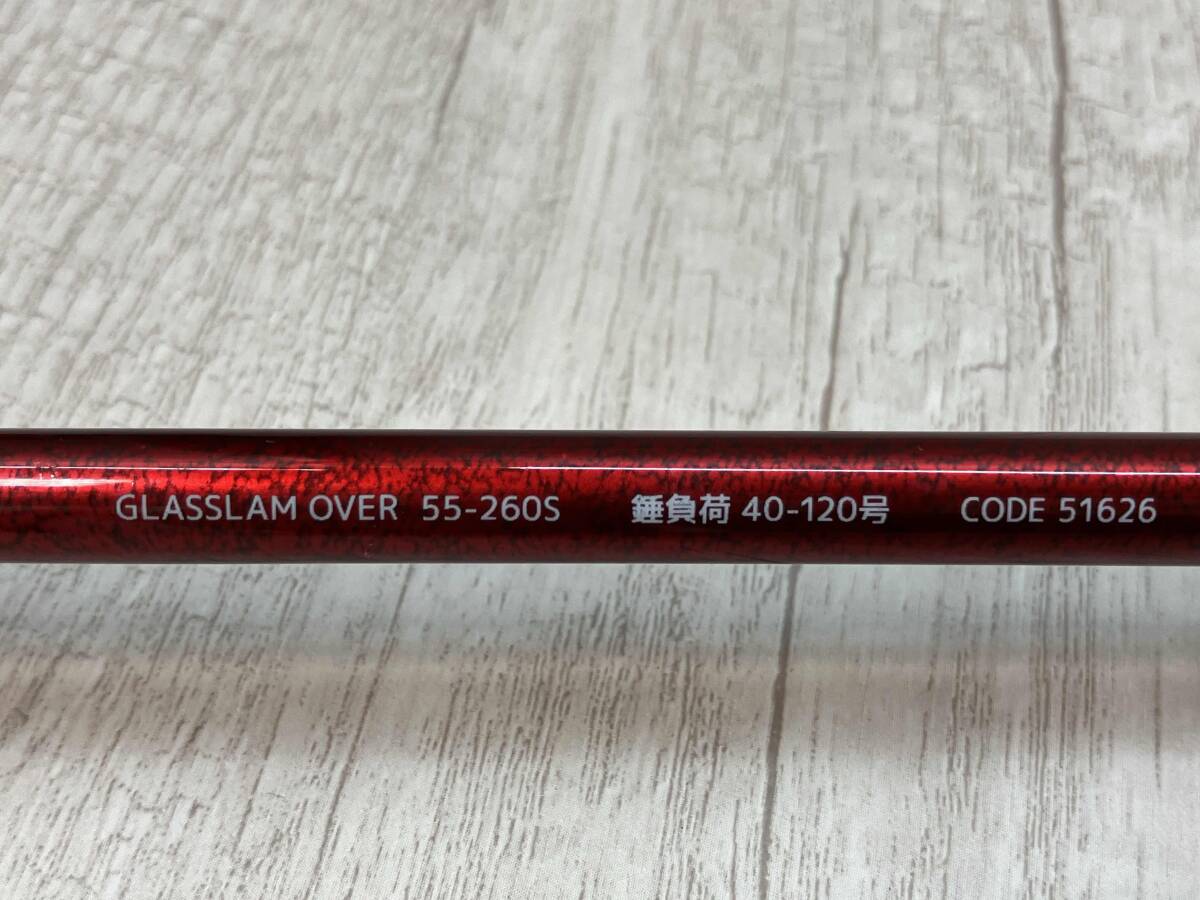 GLASSLAM OVER 55-260S 錘負荷 40-120号 CODE 51626